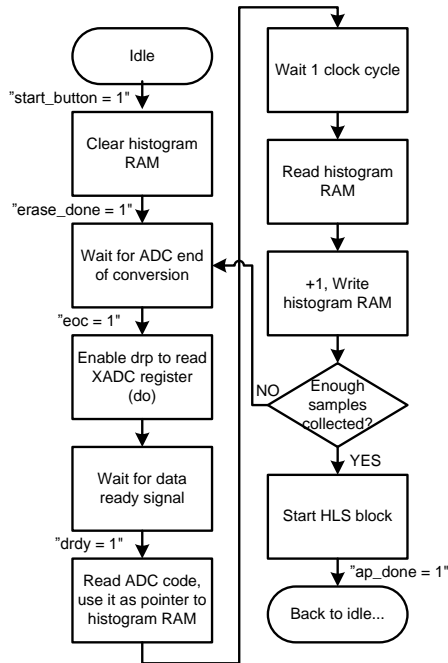 Idle
"start_button = 1"
Clear histogram
RAM
"erase_done = 1"
Wait for ADC end
of conversion
"eoc = 1"
Enable drp to read
XADC register
(do)
Wait for data
ready signal
"drdy = 1"
Read ADC code,
use it as pointer to
histogram RAM
Wait 1 clock cycle
Read histogram
RAM
+1, Write
histogram RAM
NO
Enough
samples
collected?
YES
Start HLS block
"ap_done = 1"
Back to idle...